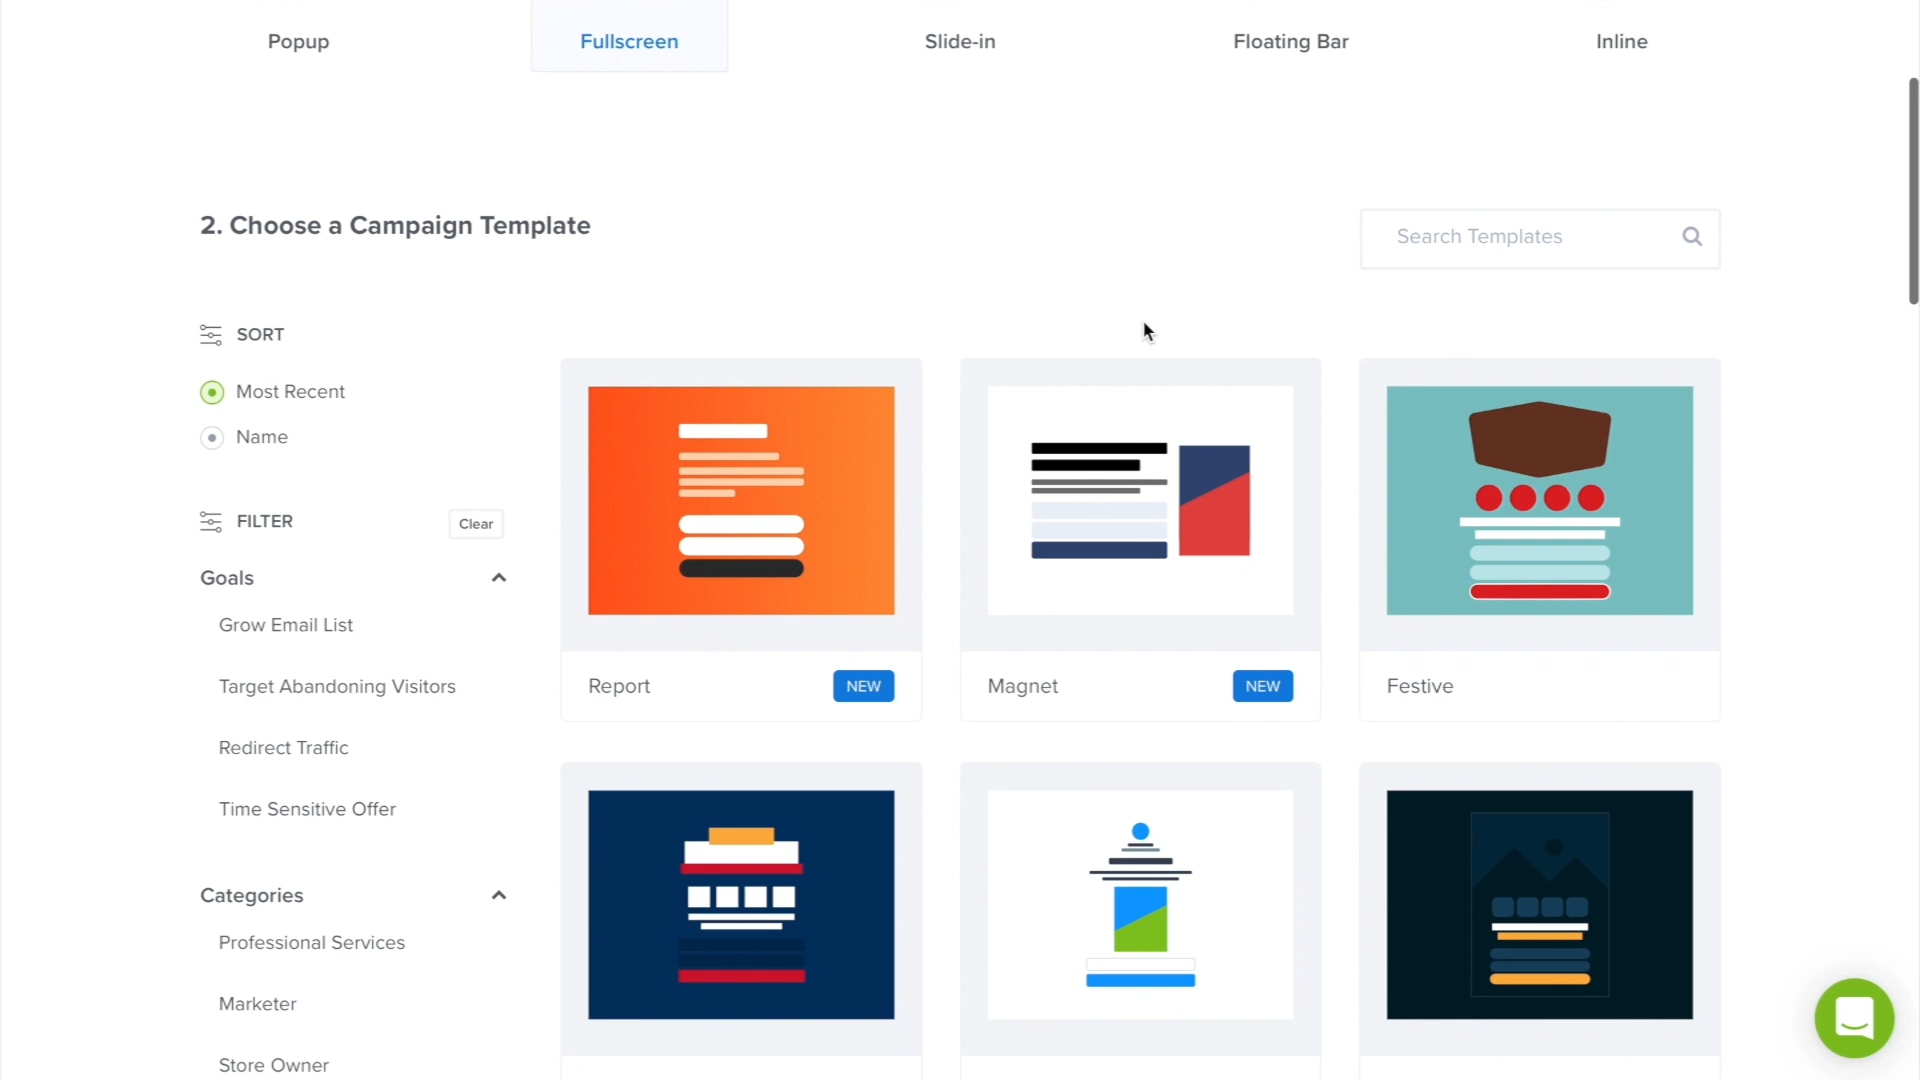 Popup
Fullscreen
Slide-in
Floating Bar
Inline
2. Choose a Campaign Template
Search Templates
SORT
Most Recent
Name
FILTER
Clear
Goals
Grow Email List
Target Abandoning Visitors
Redirect Traffic
Time Sensitive Offer
Categories
Professional Services
Marketer
Store Owner
Report
NEW
Magnet
NEW
Festive